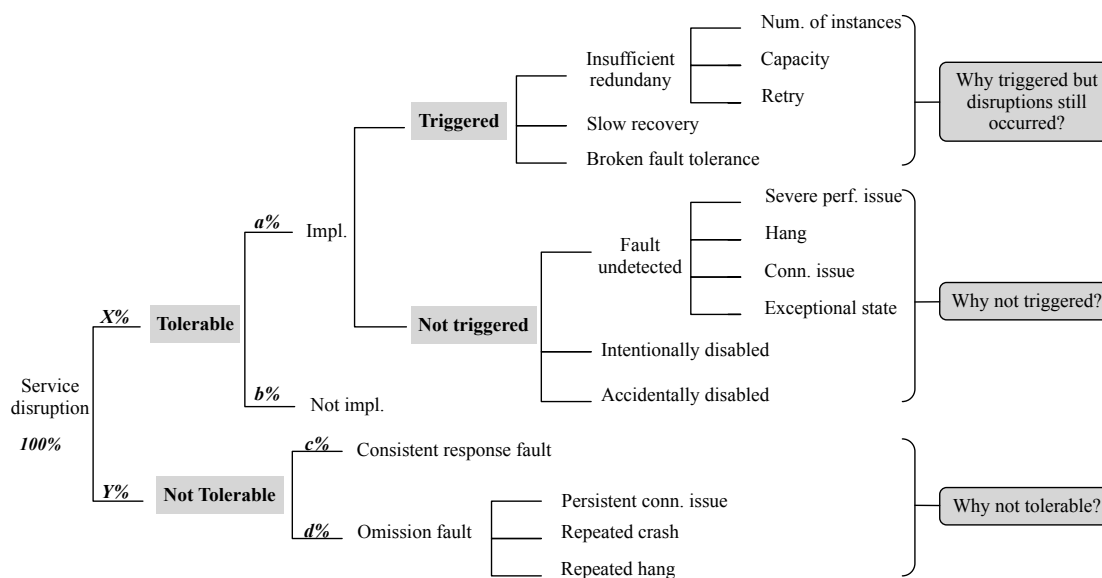 Service
disruption
100%
X%
Tolerable
a%
Impl.
Triggered
Insufficient
redundany
Num. of instances
Capacity
Retry
Slow recovery
Broken fault tolerance
Why triggered but
disruptions still
occurred?
Not triggered
Fault
undetected
Severe perf. issue
Hang
Conn. issue
Exceptional state
Intentionally disabled
Accidentally disabled
Why not triggered?
b%
Not impl.
Y%
Not Tolerable
c%
Consistent response fault
d%
Omission fault
Persistent conn. issue
Repeated crash
Repeated hang
Why not tolerable?